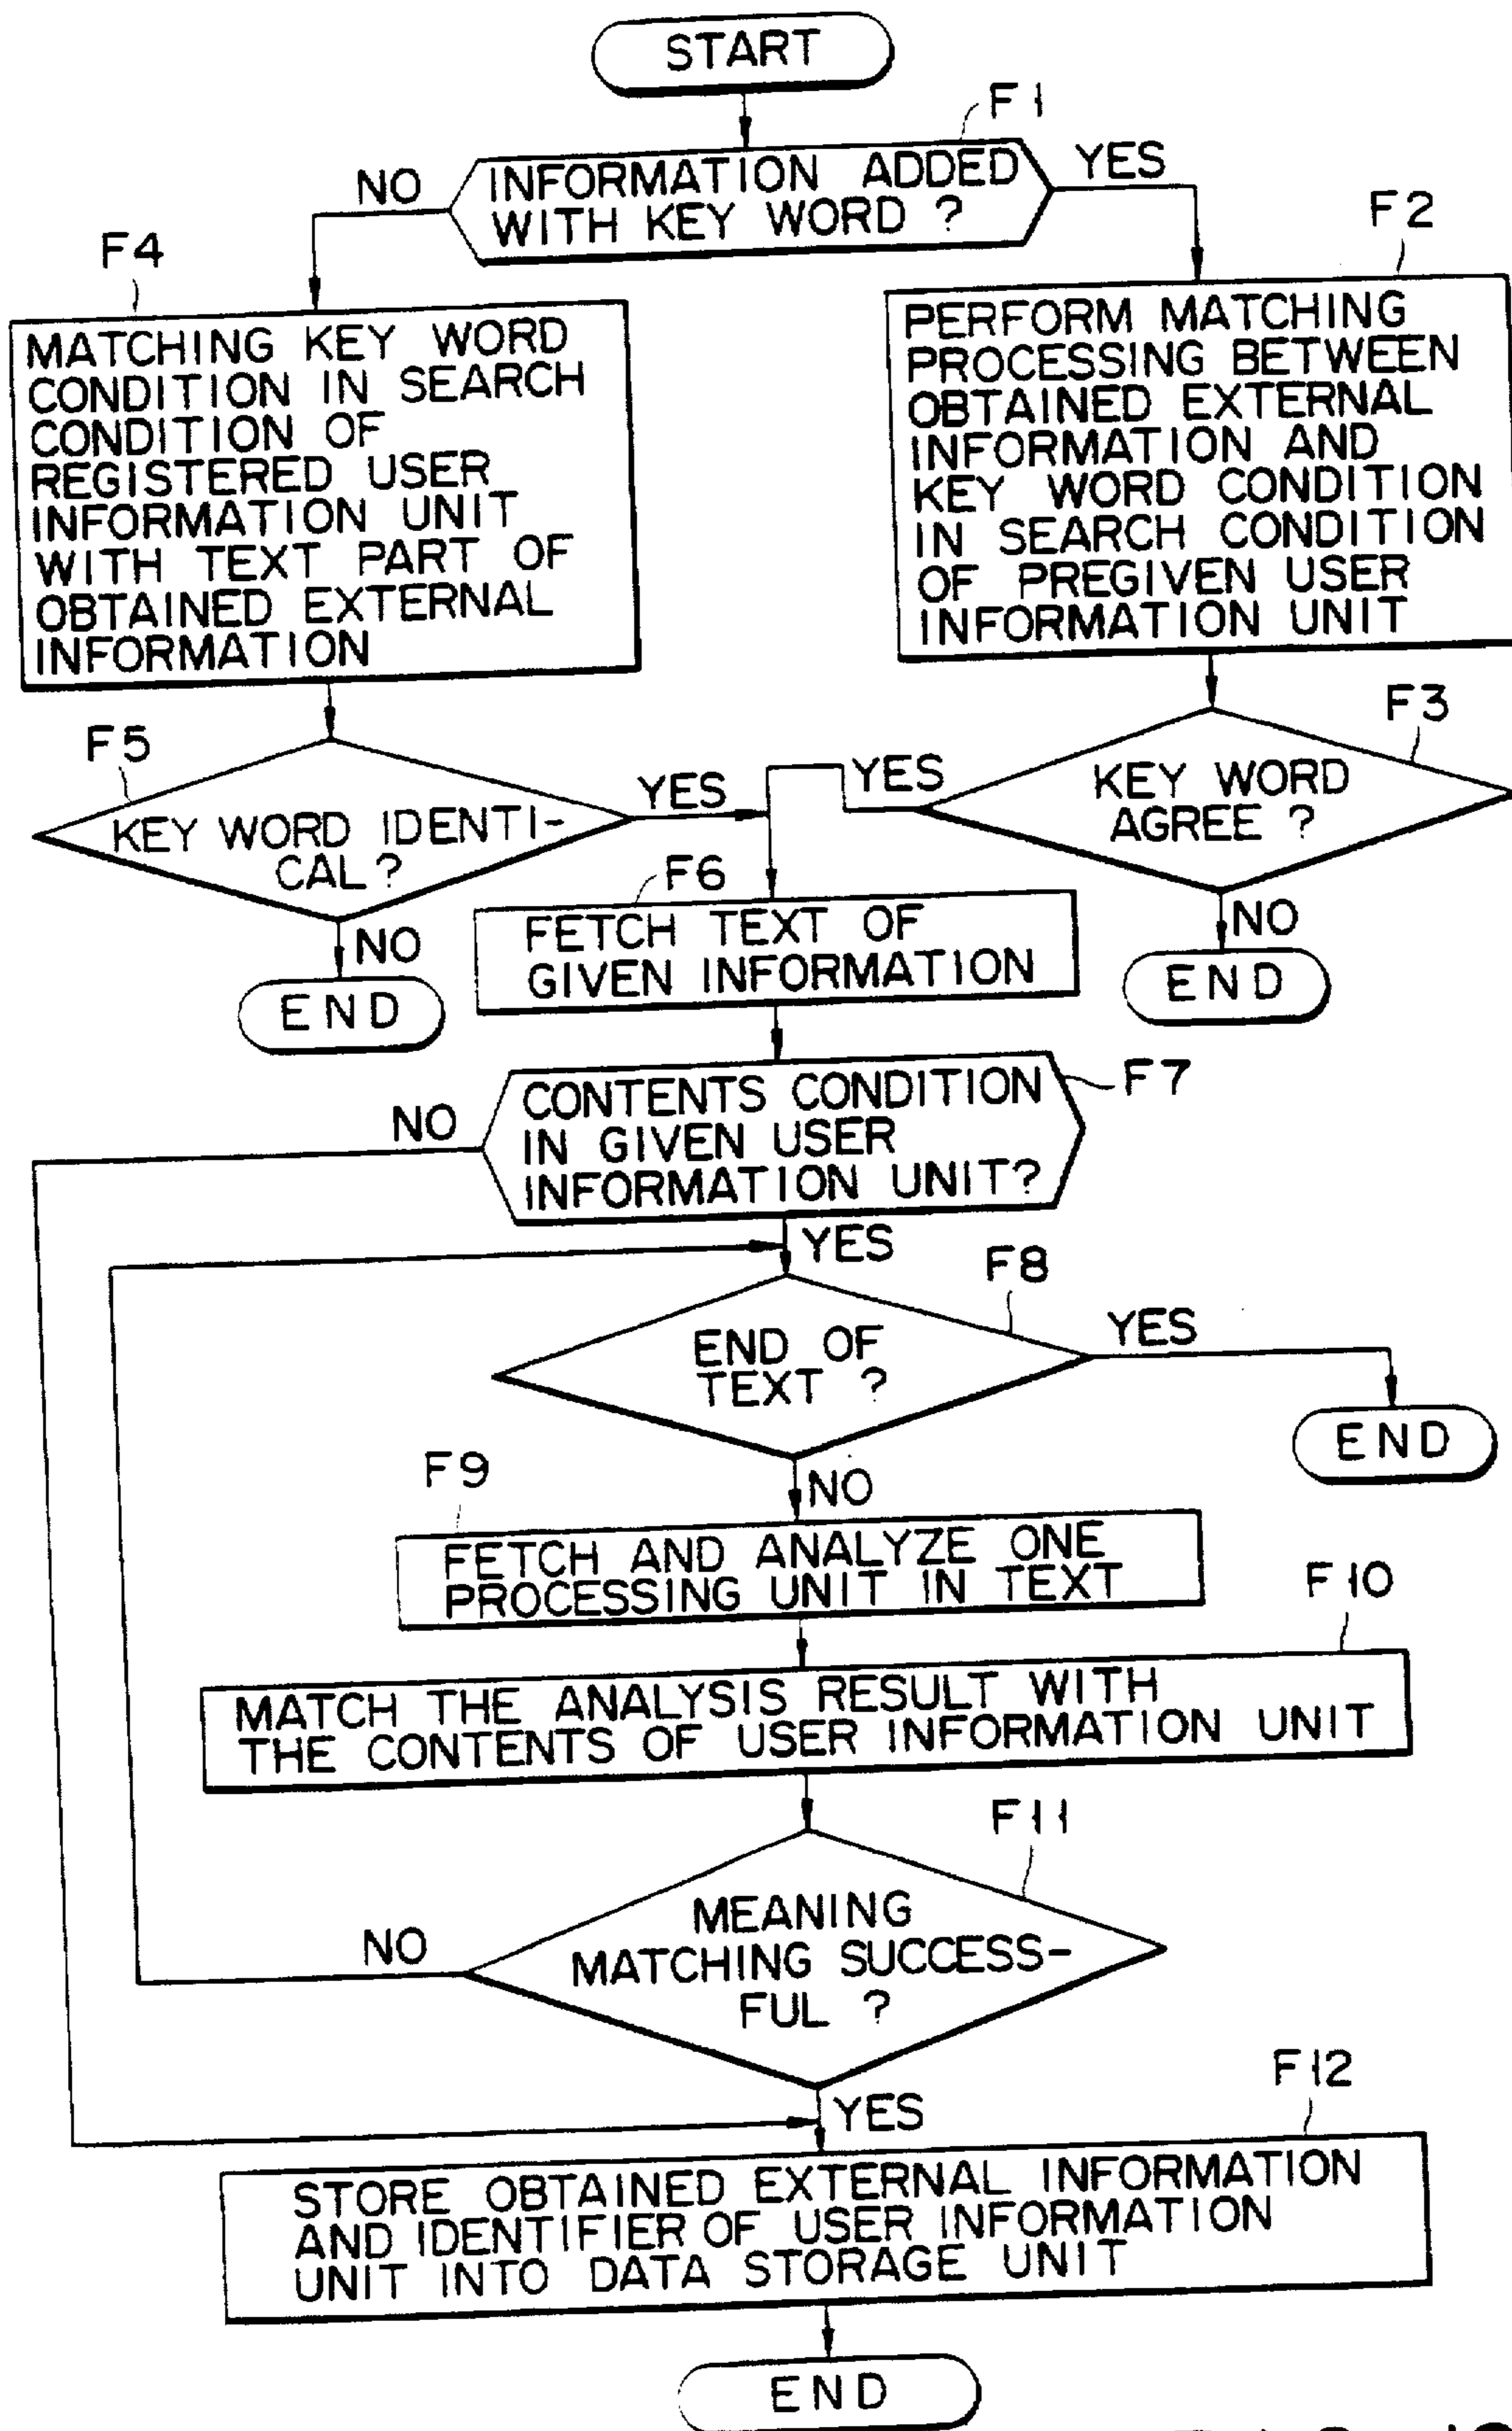 START
F1
NO
INFORMATION ADDED
WITH KEY WORD ?
YES
F4
MATCHING KEY WORD
CONDITION IN SEARCH
CONDITION OF
REGISTERED USER
INFORMATION UNIT
WITH TEXT PART OF
OBTAINED EXTERNAL
INFORMATION
F2
PERFORM MATCHING
PROCESSING BETWEEN
OBTAINED EXTERNAL
INFORMATION AND
KEY WORD CONDITION
IN SEARCH CONDITION
OF PREGIVEN USER
INFORMATION UNIT
F5
KEY WORD IDENTI-
CAL ?
YES
NO
END
F3
YES
KEY WORD
AGREE ?
NO
END
F6
FETCH TEXT OF
GIVEN INFORMATION
F7
NO
CONTENTS CONDITION
IN GIVEN USER
INFORMATION UNIT?
YES
F8
END OF
TEXT ?
YES
END
NO
F9
FETCH AND ANALYZE ONE
PROCESSING UNIT IN TEXT
F10
MATCH THE ANALYSIS RESULT WITH
THE CONTENTS OF USER INFORMATION UNIT
F11
NO
MEANING
MATCHING SUCCESS-
FUL ?
YES
F12
STORE OBTAINED EXTERNAL INFORMATION
AND IDENTIFIER OF USER INFORMATION
UNIT INTO DATA STORAGE UNIT
END